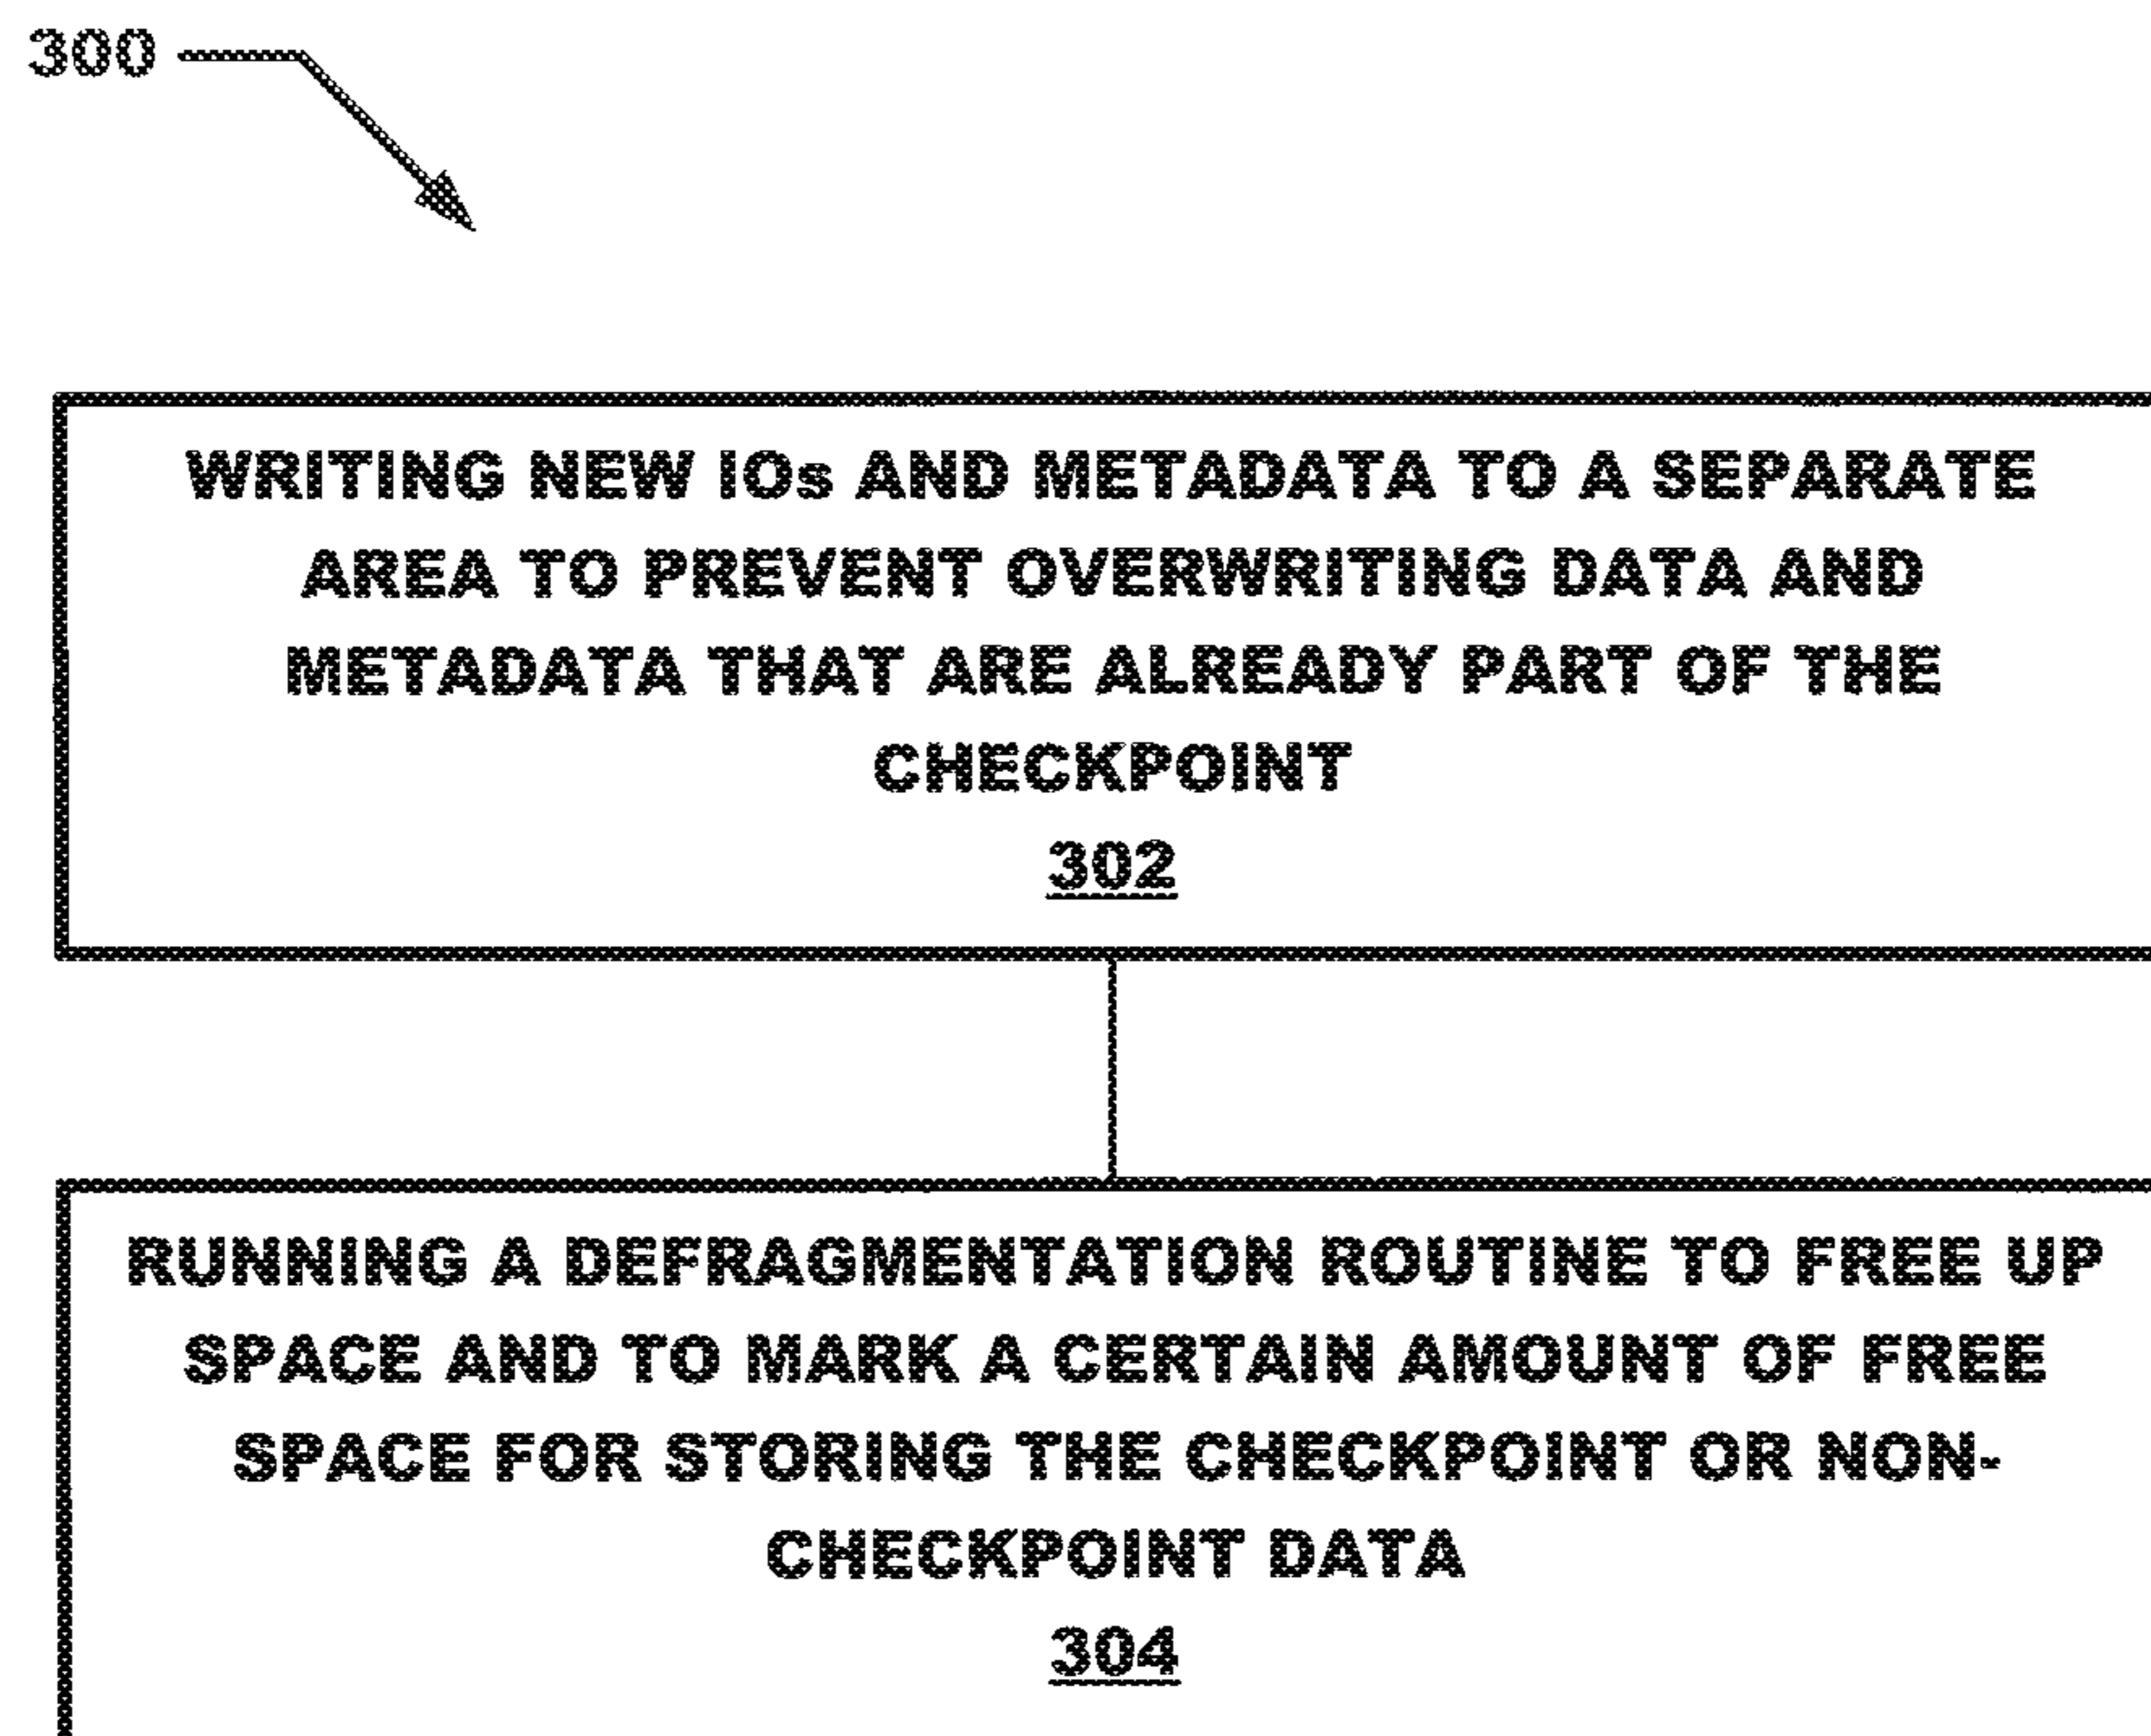 300
WRITING NEW IOs AND METADATA TO A SEPARATE
AREA TO PREVENT OVERWRITING DATA AND
METADATA THAT ARE ALREADY PART OF THE
CHECKPOINT
302
RUNNING A DEFRAGMENTATION ROUTINE TO FREE UP
SPACE AND TO MARK A CERTAIN AMOUNT OF FREE
SPACE FOR STORING THE CHECKPOINT OR NON-
CHECKPOINT DATA
304